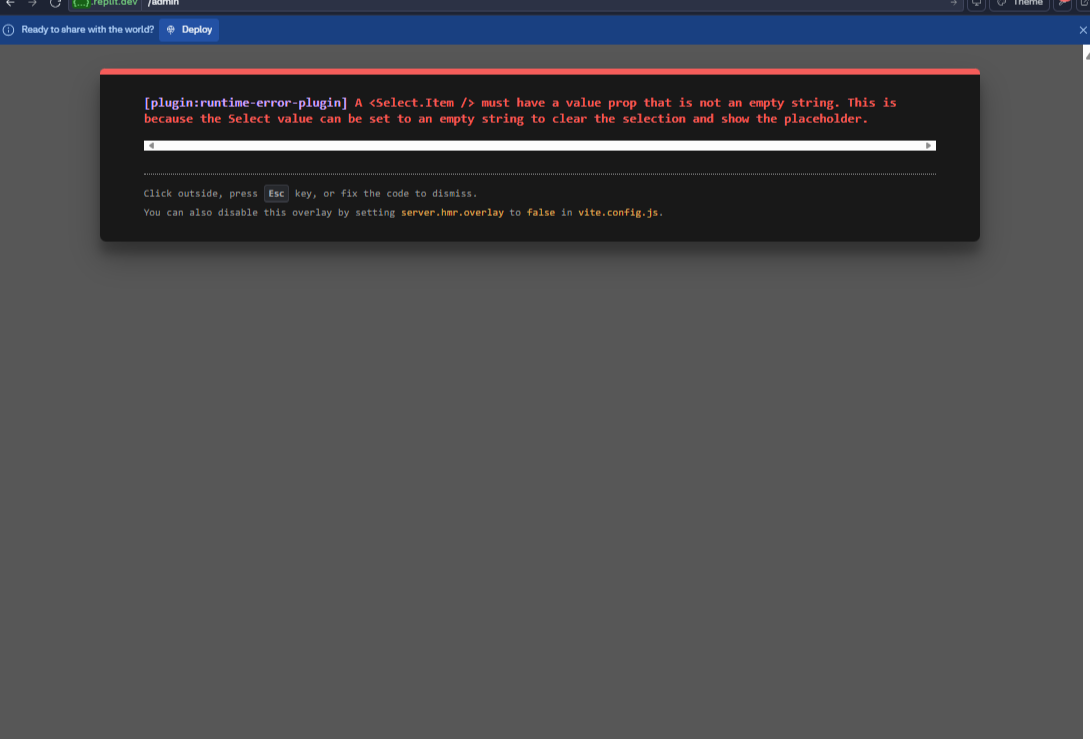 {...}.replit.dev /admin
Theme
Ready to share with the world? Deploy
[plugin:runtime-error-plugin] A <Select.Item /> must have a value prop that is not an empty string. This is
because the Select value can be set to an empty string to clear the selection and show the placeholder.
Click outside, press Esc key, or fix the code to dismiss.
You can also disable this overlay by setting server.hmr.overlay to false in vite.config.js.